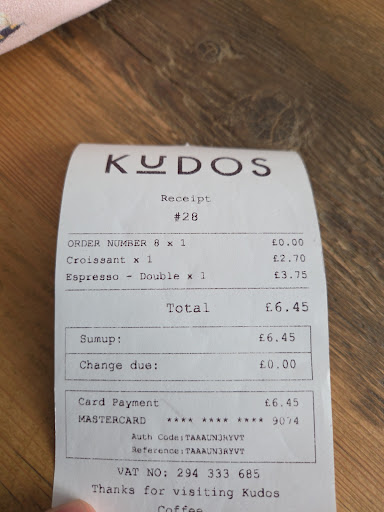 KUDOS
Receipt
#28
ORDER NUMBER 8 x 1 £0.00
Croissant x 1 £2.70
Espresso - Double x 1 £3.75
Total £6.45
Sumup: £6.45
Change due: £0.00
Card Payment £6.45
MASTERCARD **** **** **** 9074
Auth Code:TAAAUN3RYVT
Reference:TAAAUN3RYVT
VAT NO: 294 333 685
Thanks for visiting Kudos
Coffee